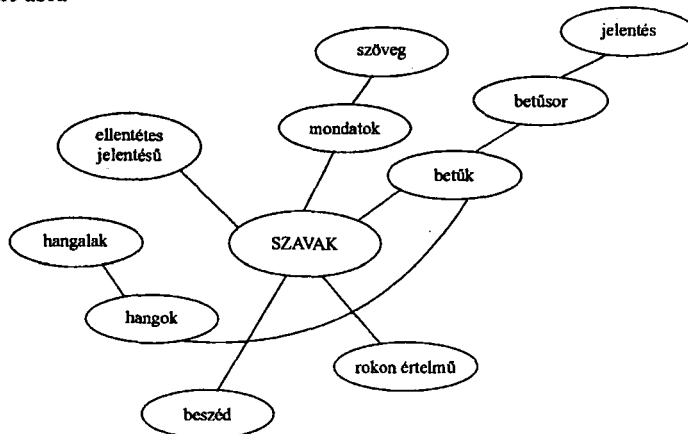 jelentés
szöveg
betűsor
ellentétes
jelentésű
mondatok
betűk
hangalak
SZAVAK
hangok
rokon értelmű
beszéd